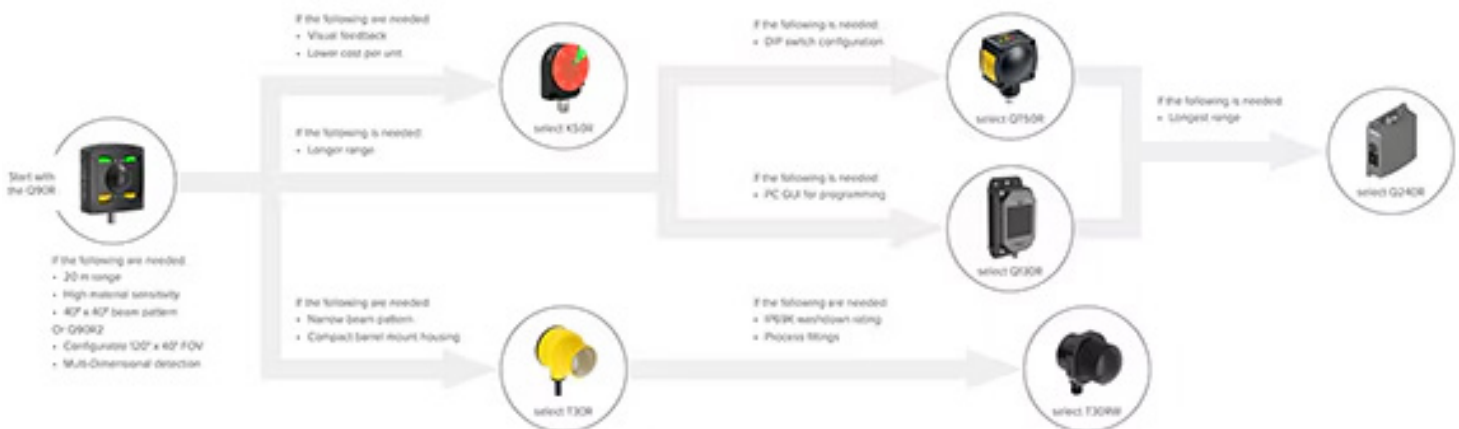 If the following are needed
• Visual feedback
• Lower cost per unit
select K50R
If the following is needed:
• Longer range
If the following is needed:
• DIP switch configuration
select QT50R
If the following is needed:
• PC GUI for programming
select Q130R
If the following is needed:
• Longest range
select Q240R
Start with
the Q90R
If the following are needed
• 20 m range
• High material sensitivity
• 40° x 40° beam pattern
Or Q90R2
• Configurable 120° x 40° FOV
• Multi-Dimensional detection
If the following are needed
• Narrow beam pattern
• Compact barrel mount housing
select T30R
If the following are needed:
• IP69K washdown rating
• Process fittings
select T30RW